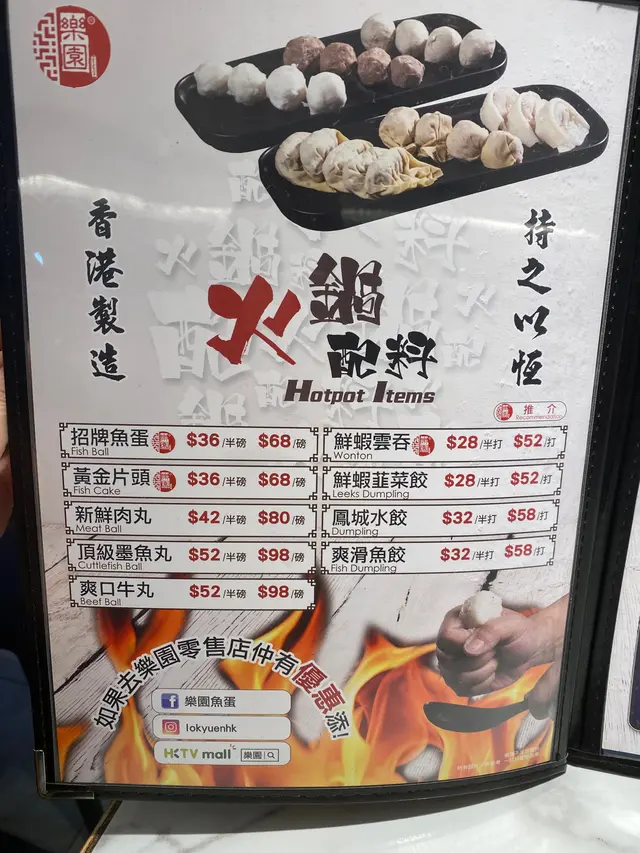 樂園
香港製造
持之以恆
火鍋
配料
Hotpot Items
推介
Recommendation
招牌魚蛋 $36/半磅 $68/磅
Fish Ball
黃金片頭 $36/半磅 $68/磅
Fish Cake
新鮮肉丸 $42/半磅 $80/磅
Meat Ball
頂級墨魚丸 $52/半磅 $98/磅
Cuttlefish Ball
爽口牛丸 $52/半磅 $98/磅
Beef Ball
鮮蝦雲吞 $28/半打 $52/打
Wonton
鮮蝦韮菜餃 $28/半打 $52/打
Leeks Dumpling
鳳城水餃 $32/半打 $58/打
Dumpling
爽滑魚餃 $32/半打 $58/打
Fish Dumpling
如果去樂園零售店仲有優惠添!
樂園魚蛋
lokyuenhk
HKTV mall 樂園